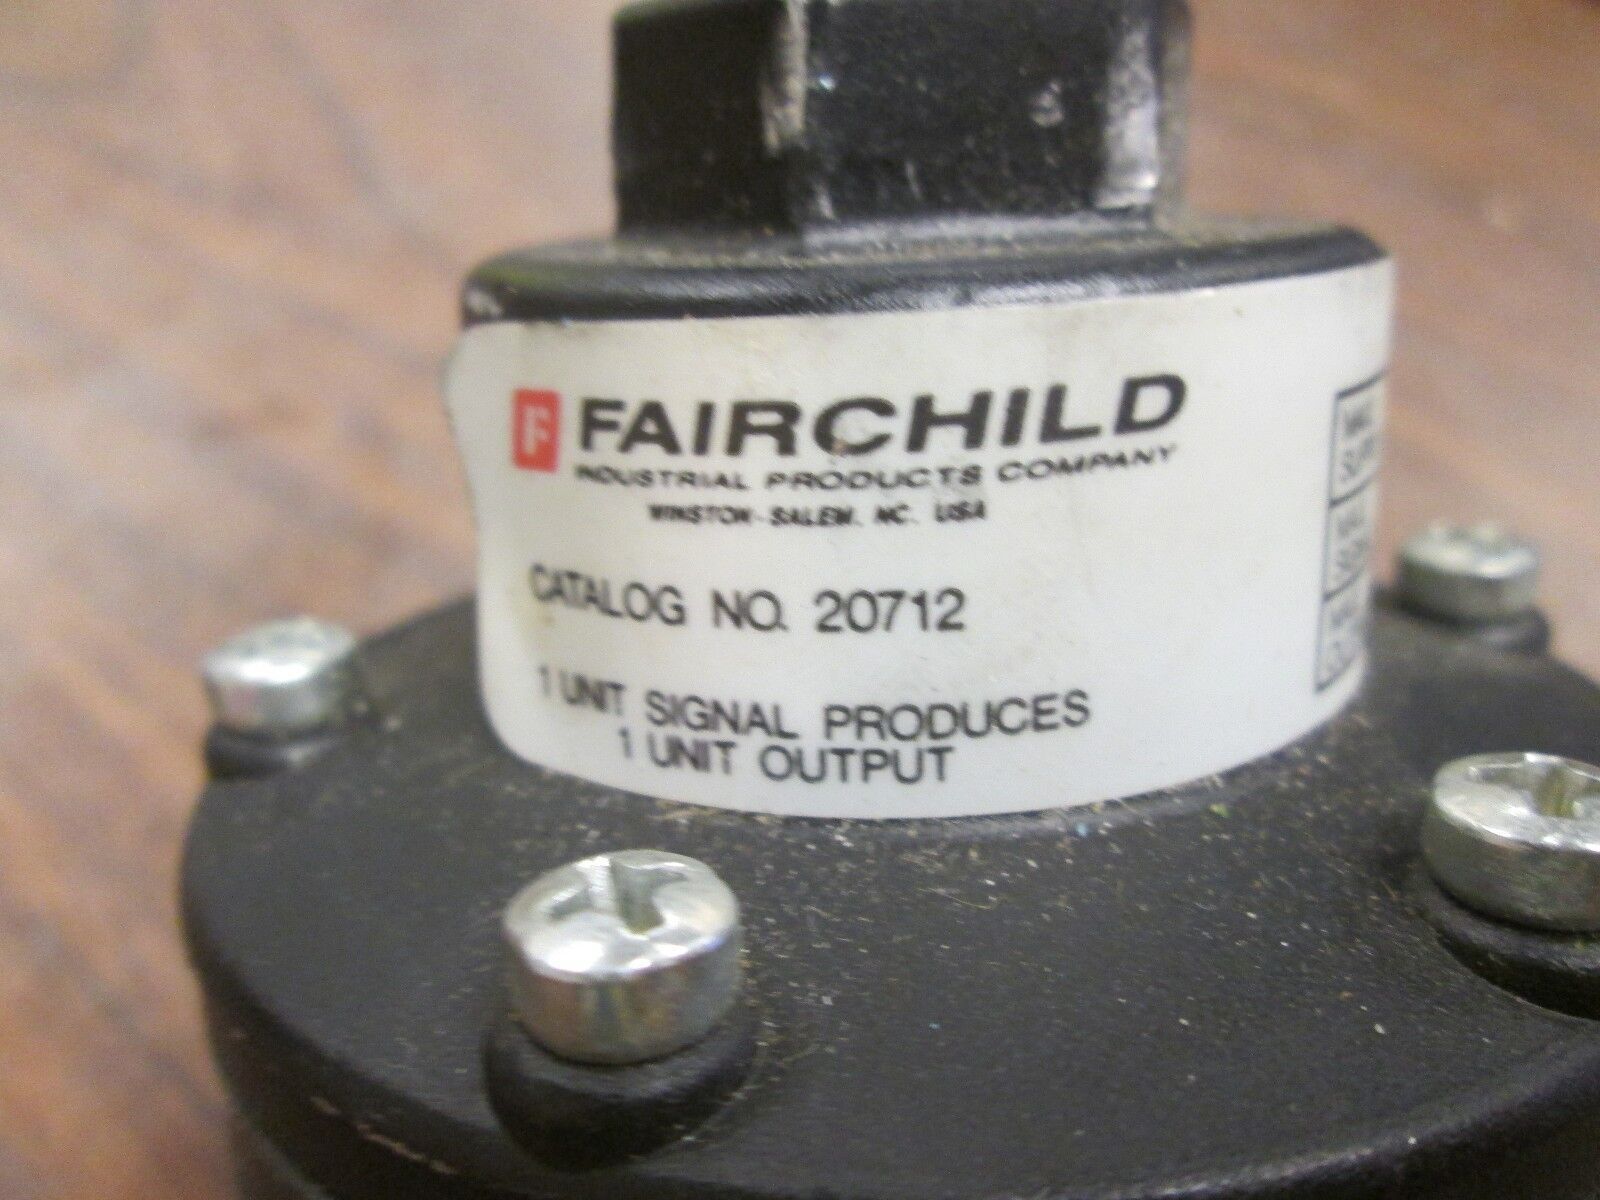 F FAIRCHILD
INDUSTRIAL PRODUCTS COMPANY
WINSTON-SALEM, NC. USA
CATALOG NO. 20712
1 UNIT SIGNAL PRODUCES
1 UNIT OUTPUT